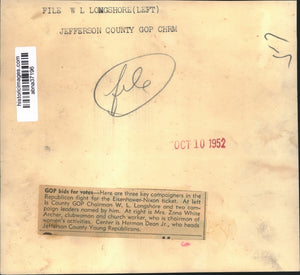 FILE W L LONGSHORE(LEFT)
JEFFERSON COUNTY GOP CHRM
file
historicimages.com
OCT 10 1952
GOP bids for votes—Here are three key campaigners in the
Republican fight for the Eisenhower-Nixon ticket. At left
is County GOP Chairman W. L. Longshore and two cam-
paign leaders named by him. At right is Mrs. Zona White
Archer, clubwoman and church worker, who is chairman of
women's activities. Center is Herman Dean Jr., who heads
Jefferson County Young Republicans.